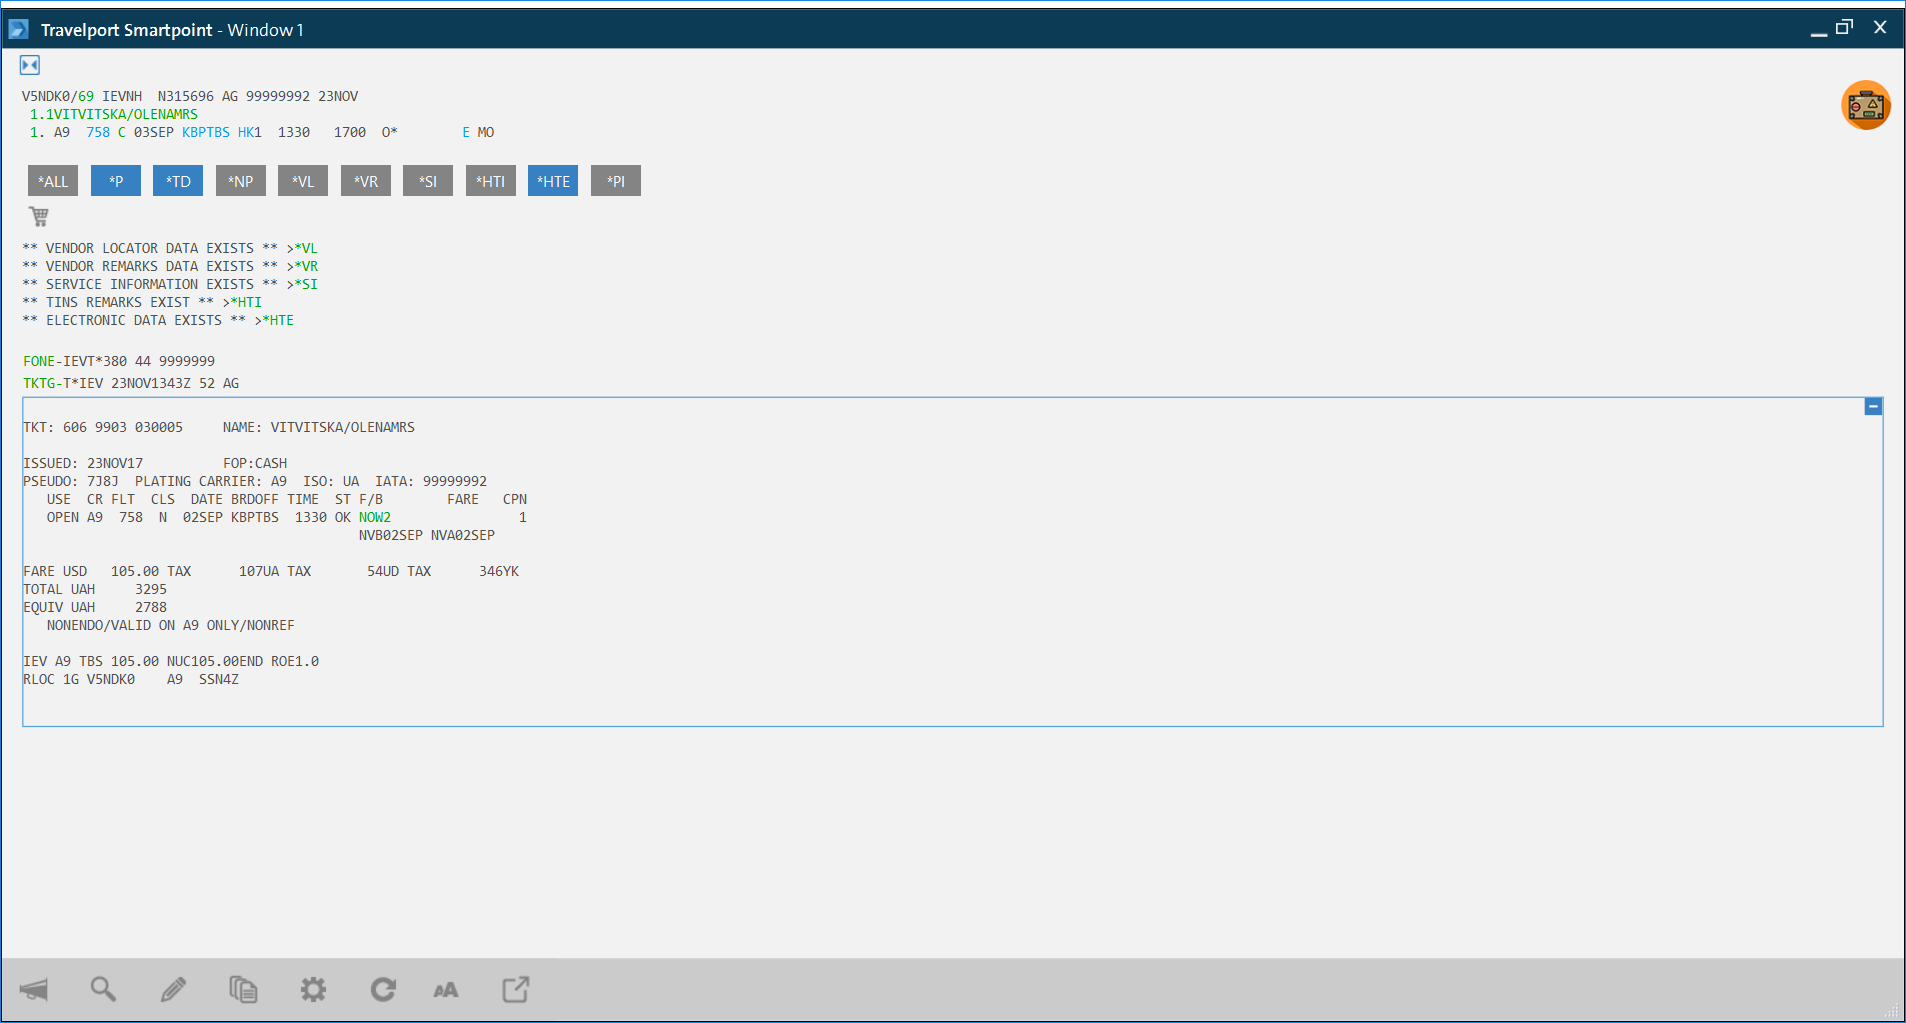 Travelport Smartpoint - Window 1
V5NDK0/69 IEVNH  N315696 AG 99999992 23NOV
1.1VITVITSKA/OLENAMRS
1. A9  758 C 03SEP KBPTBS HK1  1330   1700  O*        E MO
*ALL *P *TD *NP *VL *VR *SI *HTI *HTE *PI
** VENDOR LOCATOR DATA EXISTS ** >*VL
** VENDOR REMARKS DATA EXISTS ** >*VR
** SERVICE INFORMATION EXISTS ** >*SI
** TINS REMARKS EXIST ** >*HTI
** ELECTRONIC DATA EXISTS ** >*HTE
FONE-IEVT*380 44 9999999
TKTG-T*IEV 23NOV1343Z 52 AG
TKT: 606 9903 030005     NAME: VITVITSKA/OLENAMRS
ISSUED: 23NOV17          FOP:CASH
PSEUDO: 7J8J  PLATING CARRIER: A9  ISO: UA  IATA: 99999992
USE  CR FLT  CLS  DATE BRDOFF TIME  ST F/B        FARE   CPN
OPEN A9  758  N  02SEP KBPTBS  1330 OK NOW2                1
NVB02SEP NVA02SEP
FARE USD   105.00 TAX      107UA TAX       54UD TAX      346YK
TOTAL UAH     3295
EQUIV UAH     2788
NONENDO/VALID ON A9 ONLY/NONREF
IEV A9 TBS 105.00 NUC105.00END ROE1.0
RLOC 1G V5NDK0    A9  SSN4Z
AA